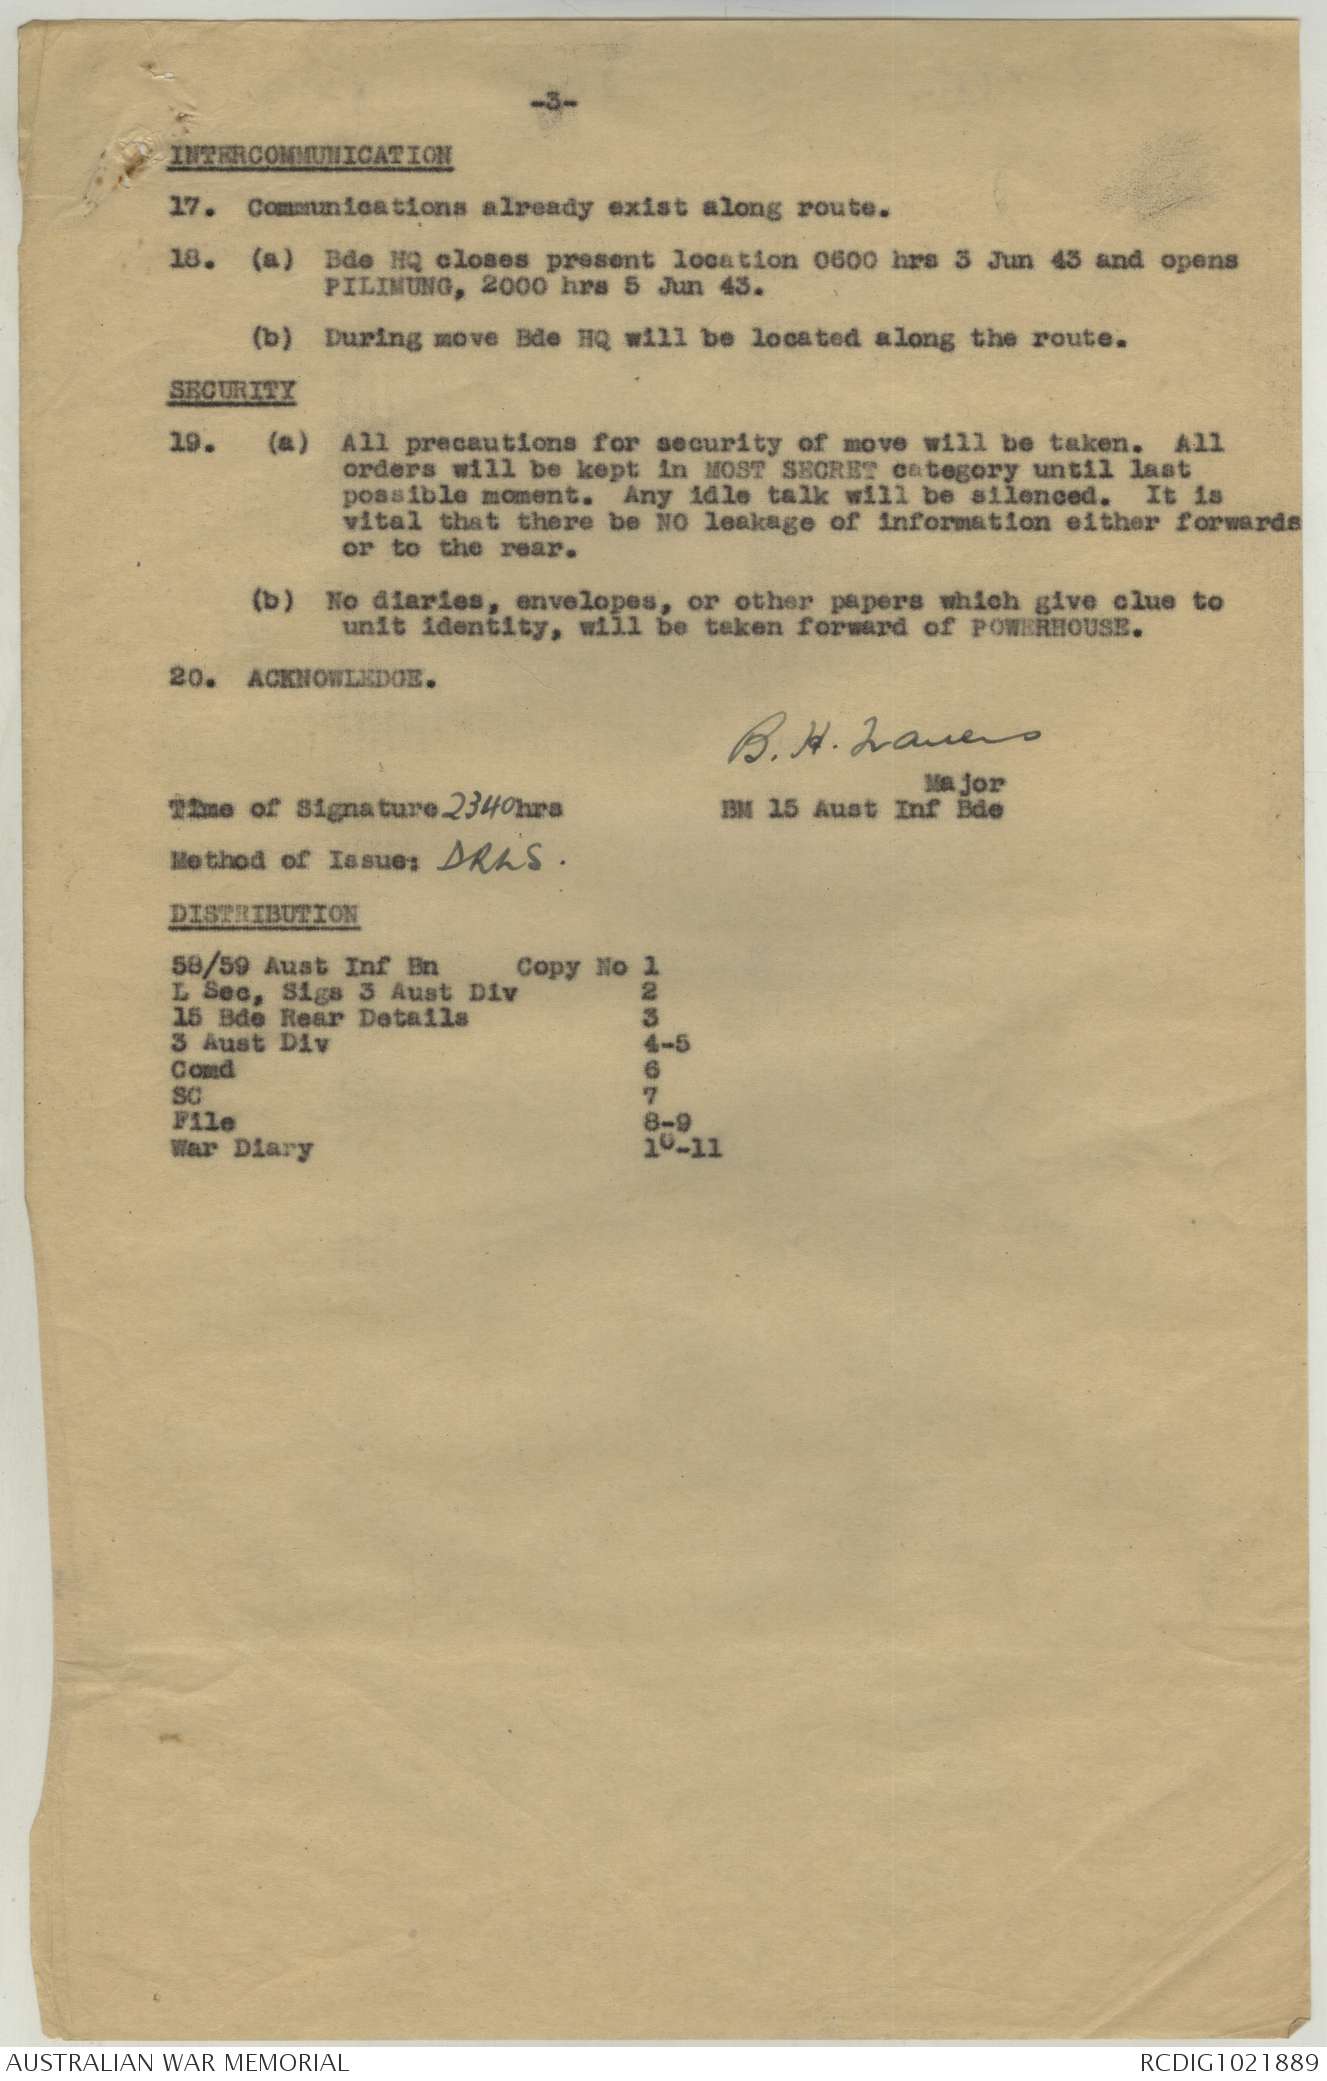 -3-
INTERCOMMUNICATION
17. Communications already exist along route.
18. (a) Bde HQ closes present location 0600 hrs 3 Jun 43 and opens
PILIMUNG, 2000 hrs 5 Jun 43.
(b) During move Bde HQ will be located along the route.
SECURITY
19. (a) All precautions for security of move will be taken. All
orders will be kept in MOST SECRET category until last
possible moment. Any idle talk will be silenced. It is
vital that there be NO leakage of information either forwards
or to the rear.
(b) No diaries, envelopes, or other papers which give clue to
unit identity, will be taken forward of POWERHOUSE.
20. ACKNOWLEDGE.
B. H. Travers
Major
Time of Signature 2340 hrs BM 15 Aust Inf Bde
Method of Issue: DRLS.
DISTRIBUTION
58/59 Aust Inf Bn Copy No 1
L Sec, Sigs 3 Aust Div 2
15 Bde Rear Details 3
3 Aust Div 4-5
Comd 6
SC 7
File 8-9
War Diary 10-11
AUSTRALIAN WAR MEMORIAL RCDIG1021889